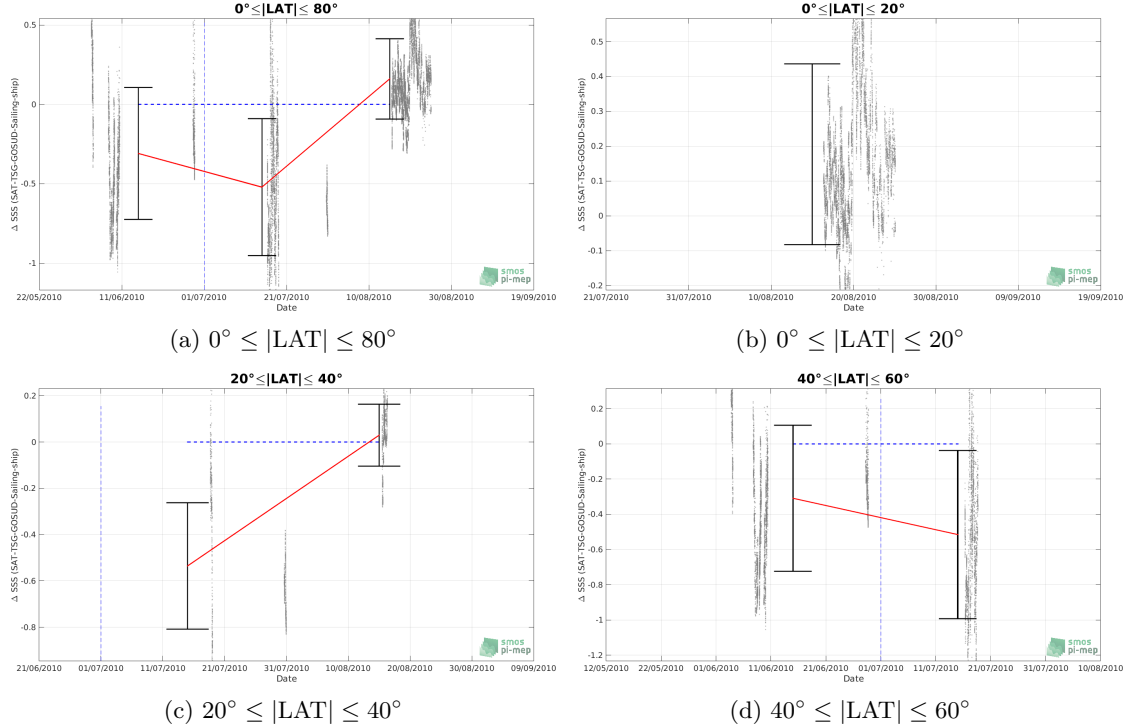 0°≤|LAT|≤ 80°
0.5
0
-0.5
-1
Δ SSS (SAT-TSG-GOSUD-Sailing-ship)
22/05/2010 11/06/2010 01/07/2010 21/07/2010 10/08/2010 30/08/2010 19/09/2010
Date
smos
pi-mep
(a) 0° ≤ |LAT| ≤ 80°
0°≤|LAT|≤ 20°
0.5
0.4
0.3
0.2
0.1
0
-0.1
-0.2
Δ SSS (SAT-TSG-GOSUD-Sailing-ship)
21/07/2010 31/07/2010 10/08/2010 20/08/2010 30/08/2010 09/09/2010 19/09/2010
Date
smos
pi-mep
(b) 0° ≤ |LAT| ≤ 20°
20°≤|LAT|≤ 40°
0.2
0
-0.2
-0.4
-0.6
-0.8
Δ SSS (SAT-TSG-GOSUD-Sailing-ship)
21/06/2010 01/07/2010 11/07/2010 21/07/2010 31/07/2010 10/08/2010 20/08/2010 30/08/2010 09/09/2010
Date
smos
pi-mep
(c) 20° ≤ |LAT| ≤ 40°
40°≤|LAT|≤ 60°
0.2
0
-0.2
-0.4
-0.6
-0.8
-1
-1.2
Δ SSS (SAT-TSG-GOSUD-Sailing-ship)
12/05/2010 22/05/2010 01/06/2010 11/06/2010 21/06/2010 01/07/2010 11/07/2010 21/07/2010 31/07/2010 10/08/2010
Date
smos
pi-mep
(d) 40° ≤ |LAT| ≤ 60°